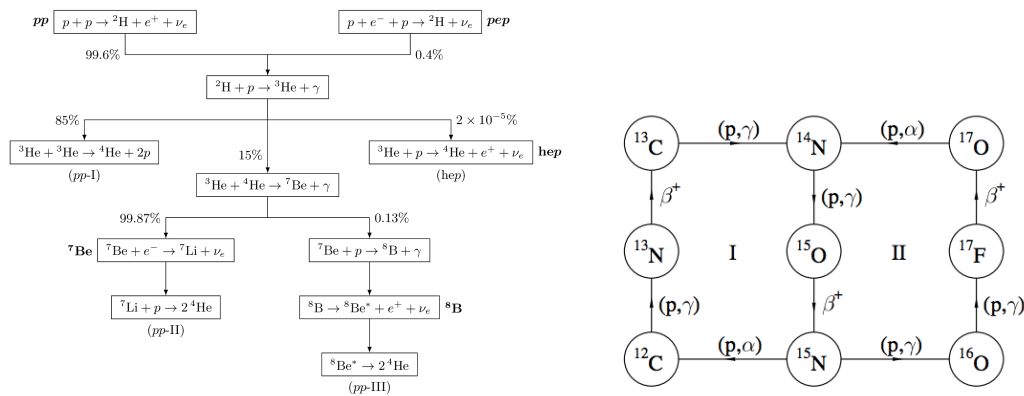 pp p + p → ²H + e⁺ + νₑ
p + e⁻ + p → ²H + νₑ pep
99.6% 0.4%
²H + p → ³He + γ
85% 2 × 10⁻⁵%
³He + ³He → ⁴He + 2p
³He + p → ⁴He + e⁺ + νₑ hep
15%
(pp-I) (hep)
³He + ⁴He → ⁷Be + γ
99.87% 0.13%
⁷Be ⁷Be + e⁻ → ⁷Li + νₑ
⁷Be + p → ⁸B + γ
⁷Li + p → 2 ⁴He
⁸B → ⁸Be* + e⁺ + νₑ ⁸B
(pp-II)
⁸Be* → 2 ⁴He
(pp-III)
¹³C (p,γ) ¹⁴N (p,α) ¹⁷O
β⁺ (p,γ) β⁺
¹³N I ¹⁵O II ¹⁷F
(p,γ) β⁺ (p,γ)
¹²C (p,α) ¹⁵N (p,γ) ¹⁶O